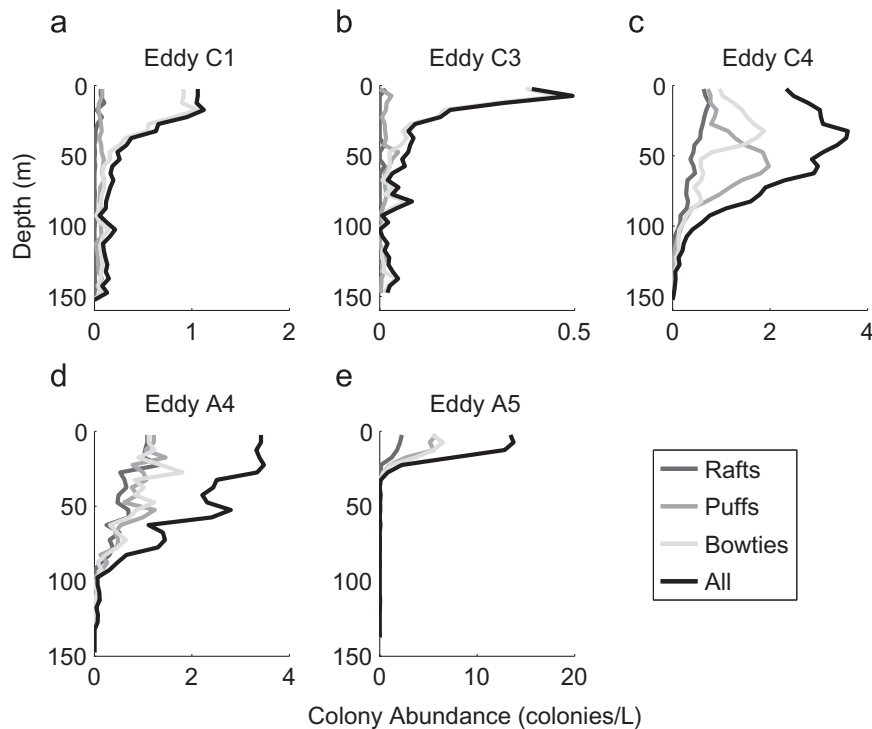 a
Eddy C1
b
Eddy C3
c
Eddy C4
0
50
100
150
0
1
2
0
50
100
150
0
0.5
0
50
100
150
0
2
4
Depth (m)
d
Eddy A4
e
Eddy A5
0
50
100
150
0
2
4
0
50
100
150
0
10
20
Rafts
Puffs
Bowties
All
Colony Abundance (colonies/L)